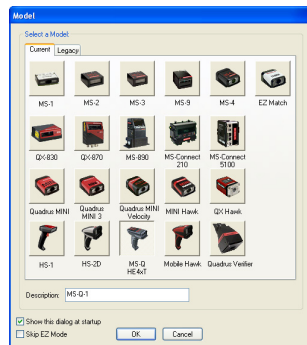 Model
Select a Model
Current Legacy
MS-1 MS-2 MS-3 MS-9 MS-4 EZ Match
QX-830 QX-870 MS-890 MS-Connect 210 MS-Connect 5100
Quadrus MINI Quadrus MINI 3 Quadrus MINI Velocity MINI Hawk QX Hawk
HS-1 HS-2D MS-Q HE4xT Mobile Hawk Quadrus Verifier
Description: MS-Q-1
Show this dialog at startup
Skip EZ Mode OK Cancel